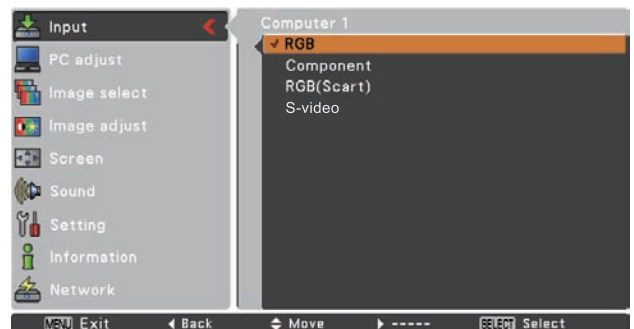 Input
PC adjust
Image select
Image adjust
Screen
Sound
Setting
Information
Network
Computer 1
✓ RGB
Component
RGB(Scart)
S-video
MENU Exit ◀ Back ◆ Move ▶ ----- SELECT Select